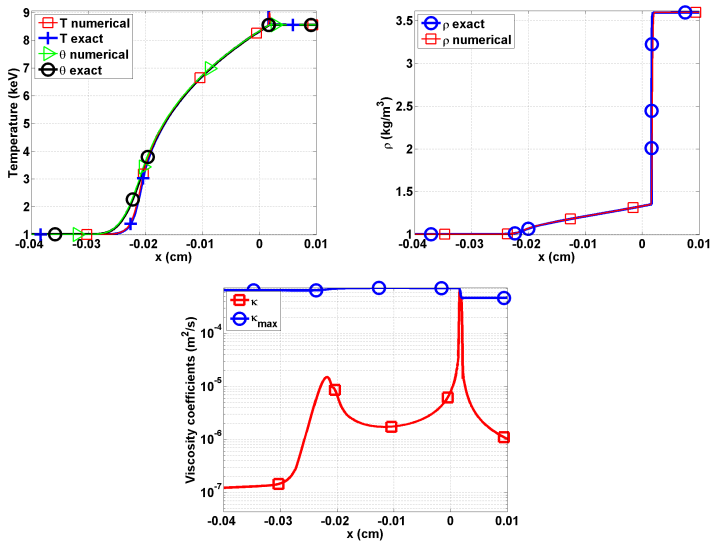 9
8
7
6
5
4
3
2
1
Temperature (keV)
T numerical
T exact
θ numerical
θ exact
-0.04 -0.03 -0.02 -0.01 0 0.01
x (cm)
3.5
3
2.5
2
1.5
1
ρ (kg/m³)
ρ exact
ρ numerical
-0.04 -0.03 -0.02 -0.01 0 0.01
x (cm)
10⁻⁴
10⁻⁵
10⁻⁶
10⁻⁷
Viscosity coefficients (m²/s)
κ
κmax
-0.04 -0.03 -0.02 -0.01 0 0.01
x (cm)